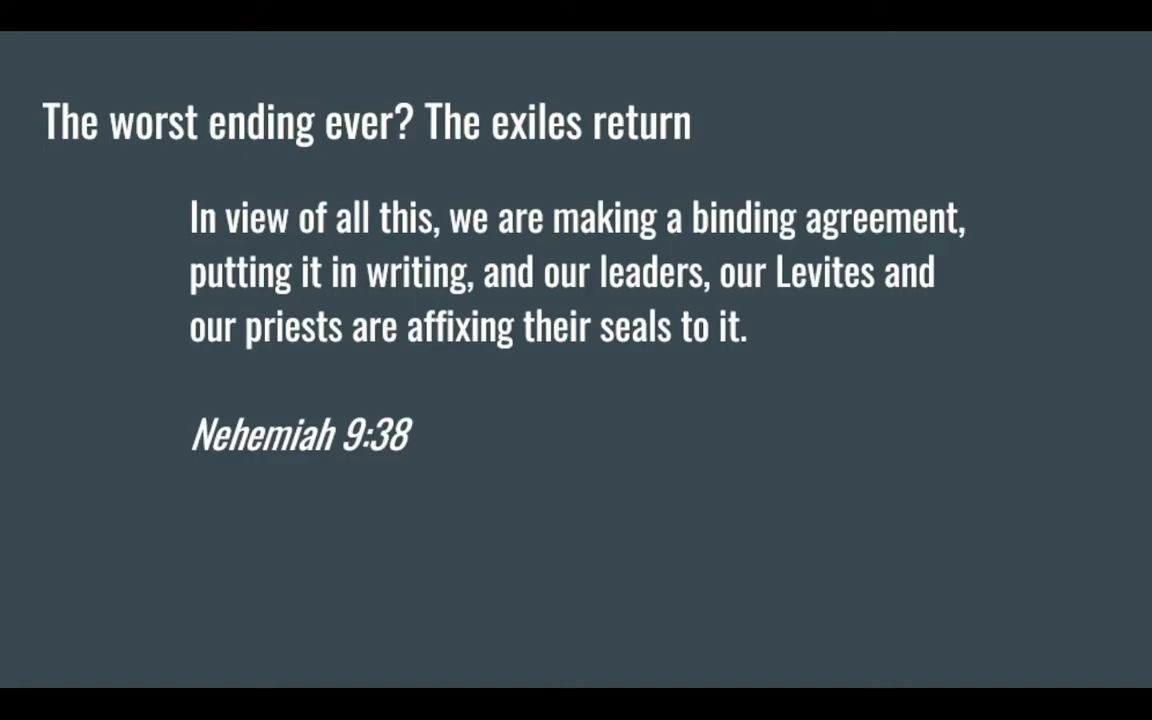 The worst ending ever? The exiles return
In view of all this, we are making a binding agreement,
putting it in writing, and our leaders, our Levites and
our priests are affixing their seals to it.
Nehemiah 9:38